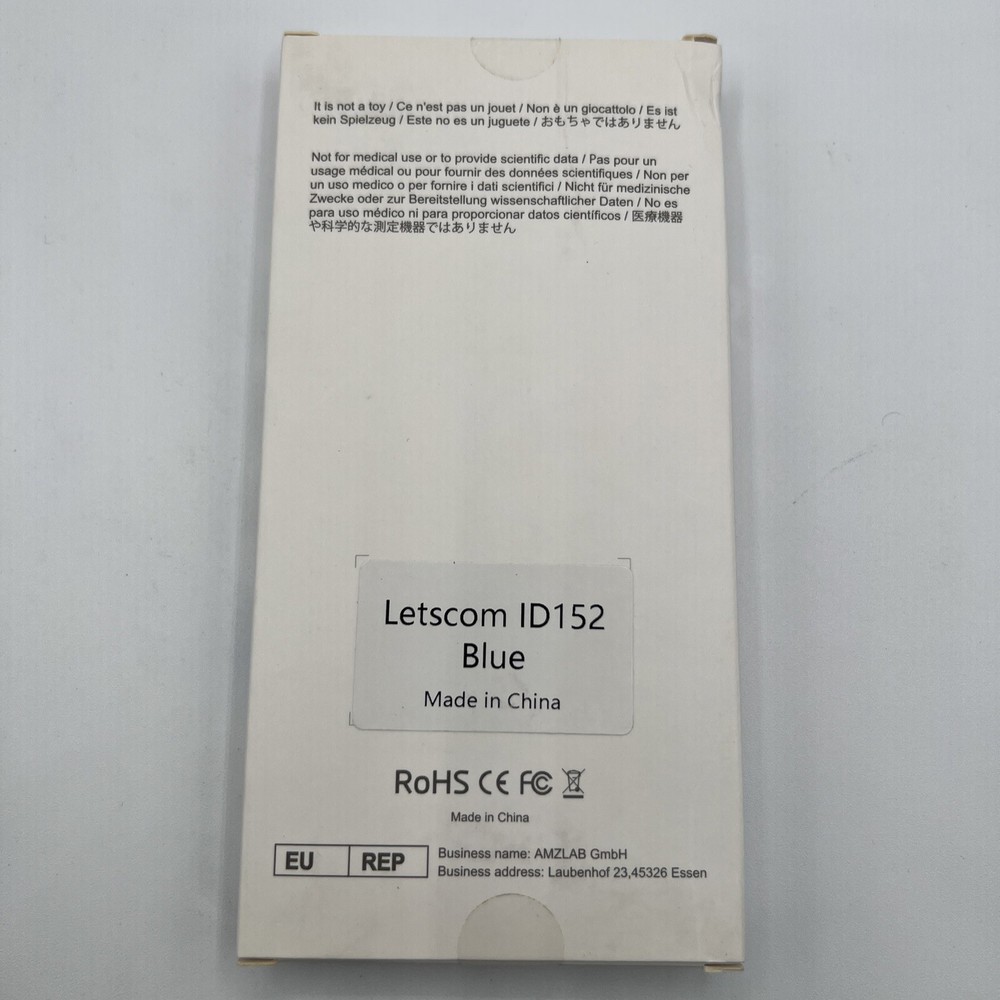 It is not a toy / Ce n'est pas un jouet / Non è un giocattolo / Es ist
kein Spielzeug / Este no es un juguete / おもちゃではありません
Not for medical use or to provide scientific data / Pas pour un
usage médical ou pour fournir des données scientifiques / Non per
un uso medico o per fornire i dati scientifici / Nicht für medizinische
Zwecke oder zur Bereitstellung wissenschaftlicher Daten / No es
para uso médico ni para proporcionar datos científicos / 医療機器
や科学的な測定機器ではありません
Letscom ID152
Blue
Made in China
RoHS CE FC
Made in China
EU REP
Business name: AMZLAB GmbH
Business address: Laubenhof 23,45326 Essen